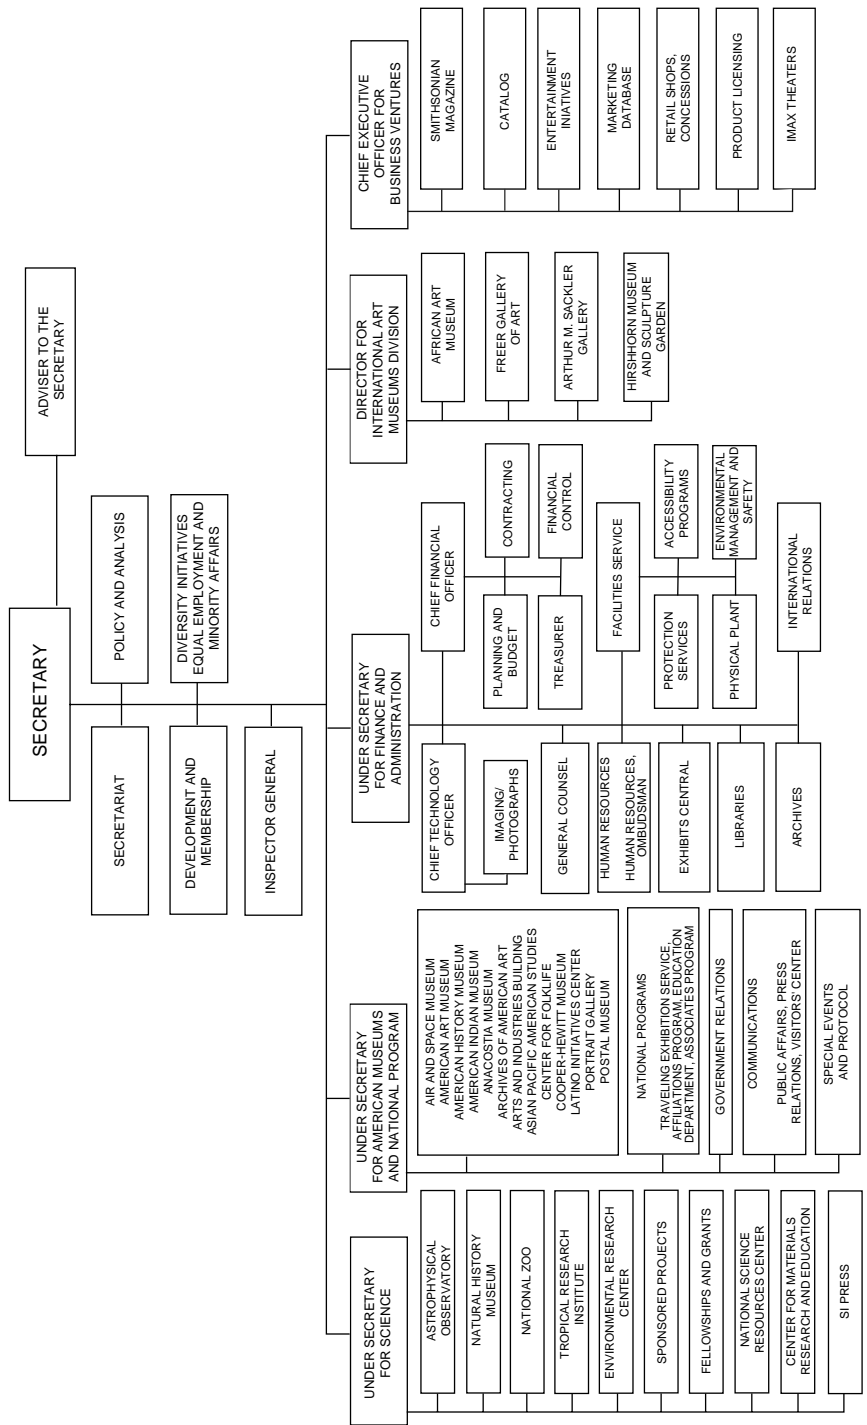 SECRETARY
ADVISER TO THE
SECRETARY
SECRETARIAT
POLICY AND ANALYSIS
DEVELOPMENT AND
MEMBERSHIP
DIVERSITY INITIATIVES
EQUAL EMPLOYMENT AND
MINORITY AFFAIRS
INSPECTOR GENERAL
UNDER SECRETARY
FOR SCIENCE
ASTROPHYSICAL
OBSERVATORY
NATURAL HISTORY
MUSEUM
NATIONAL ZOO
TROPICAL RESEARCH
INSTITUTE
ENVIRONMENTAL RESEARCH
CENTER
SPONSORED PROJECTS
FELLOWSHIPS AND GRANTS
NATIONAL SCIENCE
RESOURCES CENTER
CENTER FOR MATERIALS
RESEARCH AND EDUCATION
SI PRESS
UNDER SECRETARY
FOR AMERICAN MUSEUMS
AND NATIONAL PROGRAM
AIR AND SPACE MUSEUM
AMERICAN ART MUSEUM
AMERICAN HISTORY MUSEUM
AMERICAN INDIAN MUSEUM
ANACOSTIA MUSEUM
ARCHIVES OF AMERICAN ART
ARTS AND INDUSTRIES BUILDING
ASIAN PACIFIC AMERICAN STUDIES
CENTER FOR FOLKLIFE
COOPER-HEWITT MUSEUM
LATINO INITIATIVES CENTER
PORTRAIT GALLERY
POSTAL MUSEUM
NATIONAL PROGRAMS
TRAVELING EXHIBITION SERVICE,
AFFILIATIONS PROGRAM, EDUCATION
DEPARTMENT, ASSOCIATES PROGRAM
GOVERNMENT RELATIONS
COMMUNICATIONS
PUBLIC AFFAIRS, PRESS
RELATIONS, VISITORS' CENTER
SPECIAL EVENTS
AND PROTOCOL
UNDER SECRETARY
FOR FINANCE AND
ADMINISTRATION
CHIEF TECHNOLOGY
OFFICER
IMAGING/
PHOTOGRAPHS
CHIEF FINANCIAL
OFFICER
PLANNING AND
BUDGET
CONTRACTING
TREASURER
FINANCIAL
CONTROL
GENERAL COUNSEL
HUMAN RESOURCES
HUMAN RESOURCES,
OMBUDSMAN
FACILITIES SERVICE
PROTECTION
SERVICES
ACCESSIBILITY
PROGRAMS
PHYSICAL PLANT
ENVIRONMENTAL
MANAGEMENT AND
SAFETY
EXHIBITS CENTRAL
LIBRARIES
ARCHIVES
INTERNATIONAL
RELATIONS
DIRECTOR FOR
INTERNATIONAL ART
MUSEUMS DIVISION
AFRICAN ART
MUSEUM
FREER GALLERY
OF ART
ARTHUR M. SACKLER
GALLERY
HIRSHHORN MUSEUM
AND SCULPTURE
GARDEN
CHIEF EXECUTIVE
OFFICER FOR
BUSINESS VENTURES
SMITHSONIAN
MAGAZINE
CATALOG
ENTERTAINMENT
INIATIVES
MARKETING
DATABASE
RETAIL SHOPS,
CONCESSIONS
PRODUCT LICENSING
IMAX THEATERS